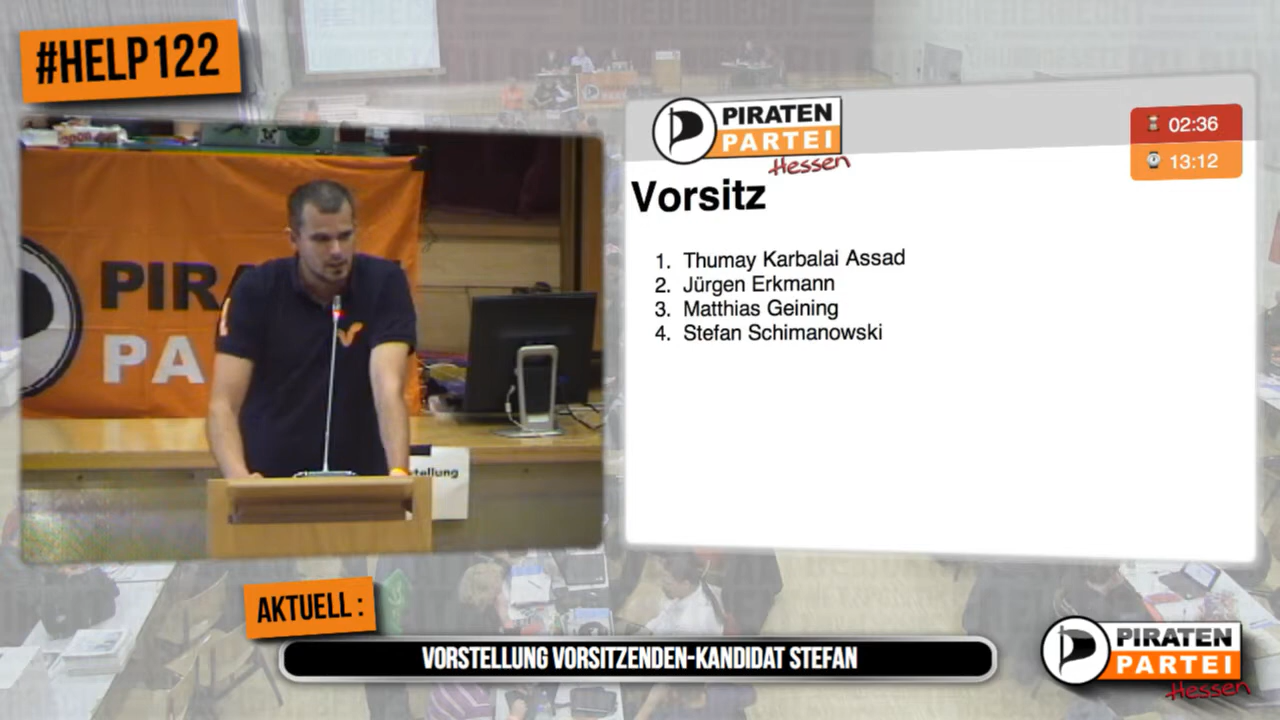 #HELP122
PIRATEN
PARTEI
Hessen
02:36
13:12
Vorsitz
1. Thumay Karbalai Assad
2. Jürgen Erkmann
3. Matthias Geining
4. Stefan Schimanowski
PIRA
PA
tellung
AKTUELL :
VORSTELLUNG VORSITZENDEN-KANDIDAT STEFAN
PIRATEN
PARTEI
Hessen